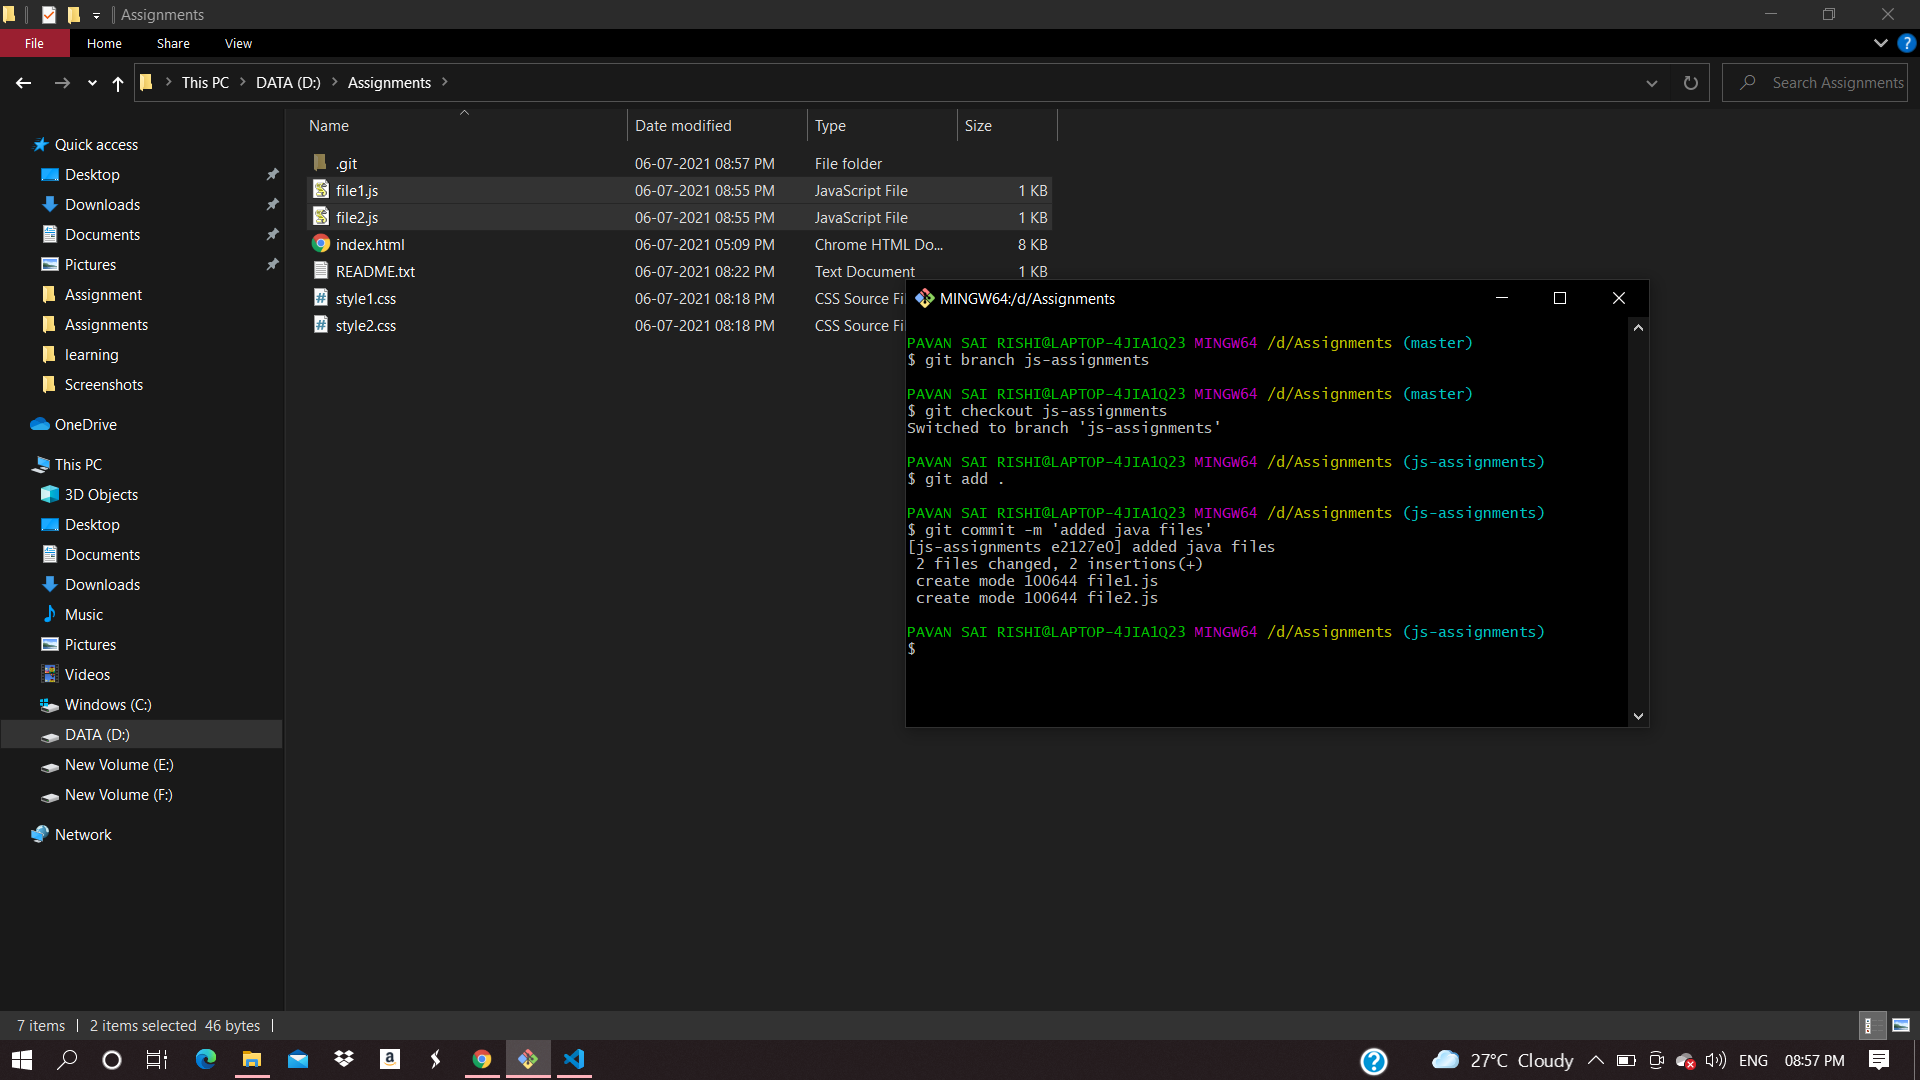 Assignments
File Home Share View
This PC DATA (D:) Assignments
Search Assignments
Name Date modified Type Size
.git 06-07-2021 08:57 PM File folder
file1.js 06-07-2021 08:55 PM JavaScript File 1 KB
file2.js 06-07-2021 08:55 PM JavaScript File 1 KB
index.html 06-07-2021 05:09 PM Chrome HTML Do... 8 KB
README.txt 06-07-2021 08:22 PM Text Document 1 KB
style1.css 06-07-2021 08:18 PM CSS Source Fi
style2.css 06-07-2021 08:18 PM CSS Source Fi
Quick access
Desktop
Downloads
Documents
Pictures
Assignment
Assignments
learning
Screenshots
OneDrive
This PC
3D Objects
Desktop
Documents
Downloads
Music
Pictures
Videos
Windows (C:)
DATA (D:)
New Volume (E:)
New Volume (F:)
Network
MINGW64:/d/Assignments
PAVAN SAI RISHI@LAPTOP-4JIA1Q23 MINGW64 /d/Assignments (master)
$ git branch js-assignments
PAVAN SAI RISHI@LAPTOP-4JIA1Q23 MINGW64 /d/Assignments (master)
$ git checkout js-assignments
Switched to branch 'js-assignments'
PAVAN SAI RISHI@LAPTOP-4JIA1Q23 MINGW64 /d/Assignments (js-assignments)
$ git add .
PAVAN SAI RISHI@LAPTOP-4JIA1Q23 MINGW64 /d/Assignments (js-assignments)
$ git commit -m 'added java files'
[js-assignments e2127e0] added java files
2 files changed, 2 insertions(+)
create mode 100644 file1.js
create mode 100644 file2.js
PAVAN SAI RISHI@LAPTOP-4JIA1Q23 MINGW64 /d/Assignments (js-assignments)
$
7 items 2 items selected 46 bytes
27°C Cloudy ENG 08:57 PM